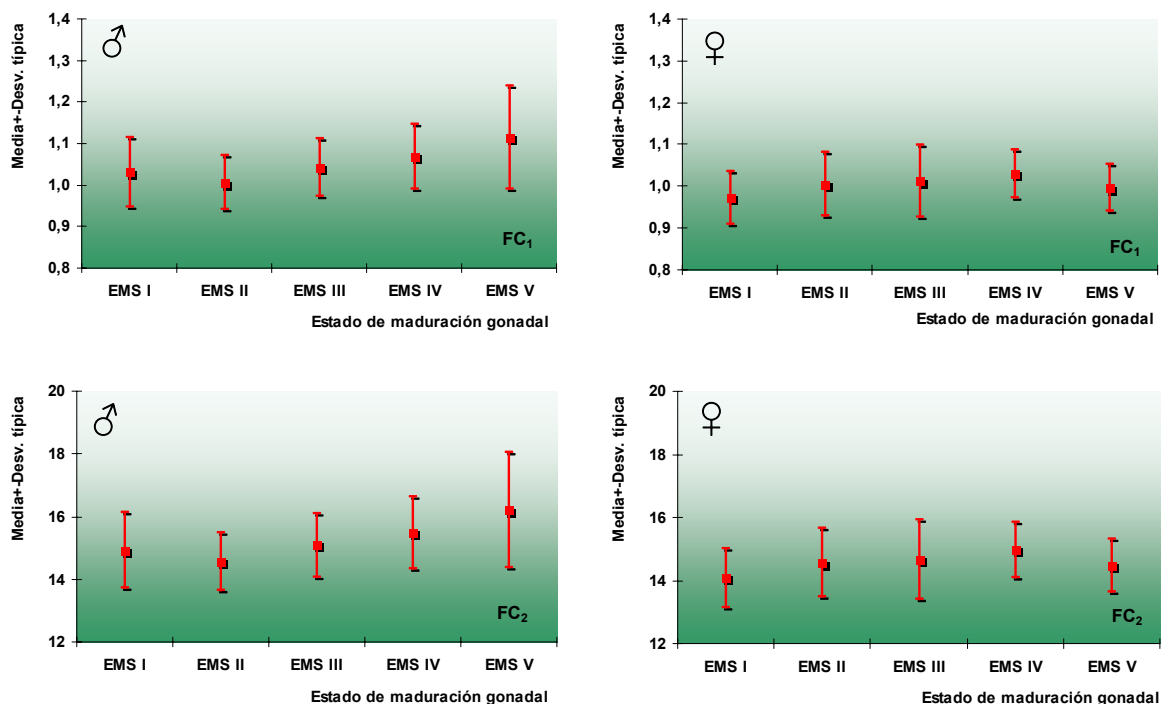 Media+-Desv. típica
1,4
1,3
1,2
1,1
1,0
0,9
0,8
♂
FC₁
EMS I EMS II EMS III EMS IV EMS V
Estado de maduración gonadal
Media+-Desv. típica
1,4
1,3
1,2
1,1
1,0
0,9
0,8
♀
FC₁
EMS I EMS II EMS III EMS IV EMS V
Estado de maduración gonadal
Media+-Desv. típica
20
18
16
14
12
♂
FC₂
EMS I EMS II EMS III EMS IV EMS V
Estado de maduración gonadal
Media+-Desv. típica
20
18
16
14
12
♀
FC₂
EMS I EMS II EMS III EMS IV EMS V
Estado de maduración gonadal